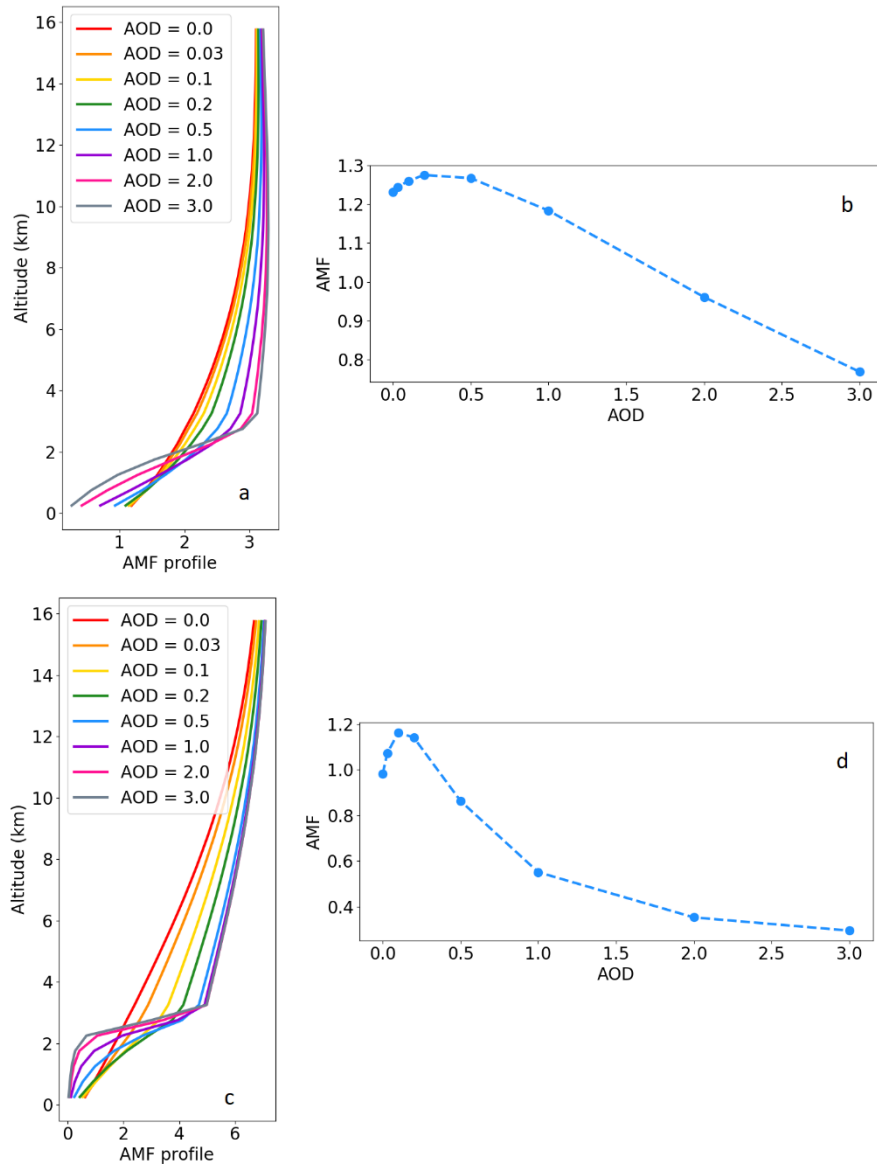 16
14
12
10
8
6
4
2
0
Altitude (km)
AOD = 0.0
AOD = 0.03
AOD = 0.1
AOD = 0.2
AOD = 0.5
AOD = 1.0
AOD = 2.0
AOD = 3.0
a
1 2 3
AMF profile
1.3
1.2
1.1
1.0
0.9
0.8
AMF
b
0.0 0.5 1.0 1.5 2.0 2.5 3.0
AOD
16
14
12
10
8
6
4
2
0
Altitude (km)
AOD = 0.0
AOD = 0.03
AOD = 0.1
AOD = 0.2
AOD = 0.5
AOD = 1.0
AOD = 2.0
AOD = 3.0
c
0 2 4 6
AMF profile
1.2
1.0
0.8
0.6
0.4
AMF
d
0.0 0.5 1.0 1.5 2.0 2.5 3.0
AOD